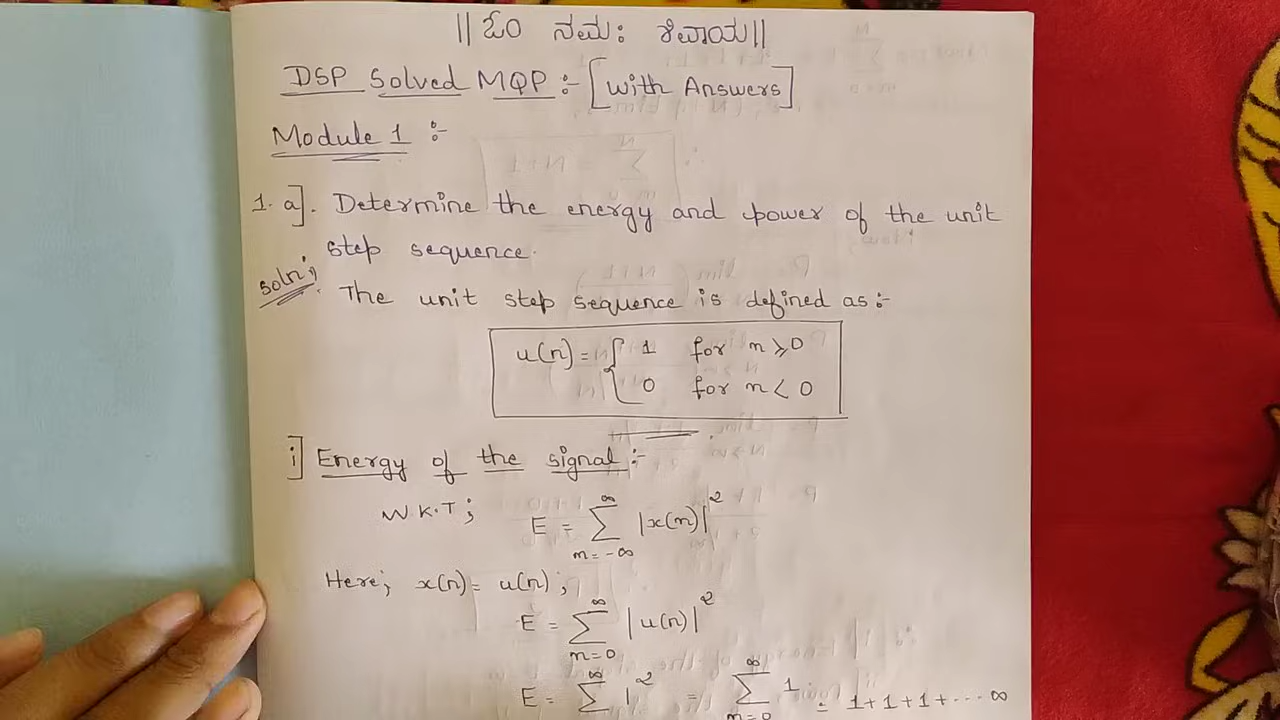 || ಓಂ ನಮಃ ಶಿವಾಯ ||
DSP Solved MQP :- [with Answers]
Module 1 :-
1. a]. Determine the energy and power of the unit
step sequence.
Soln;
The unit step sequence is defined as :-
u(n) = { 1 for n ≥ 0
0 for n < 0
i] Energy of the signal :-
W.K.T; E = ∑_{n=-∞}^{∞} |x(n)|²
Here; x(n) = u(n);
E = ∑_{n=0}^{∞} |u(n)|²
E = ∑^{∞} 1² = ∑_{n=0}^{∞} 1 = 1+1+1+---∞